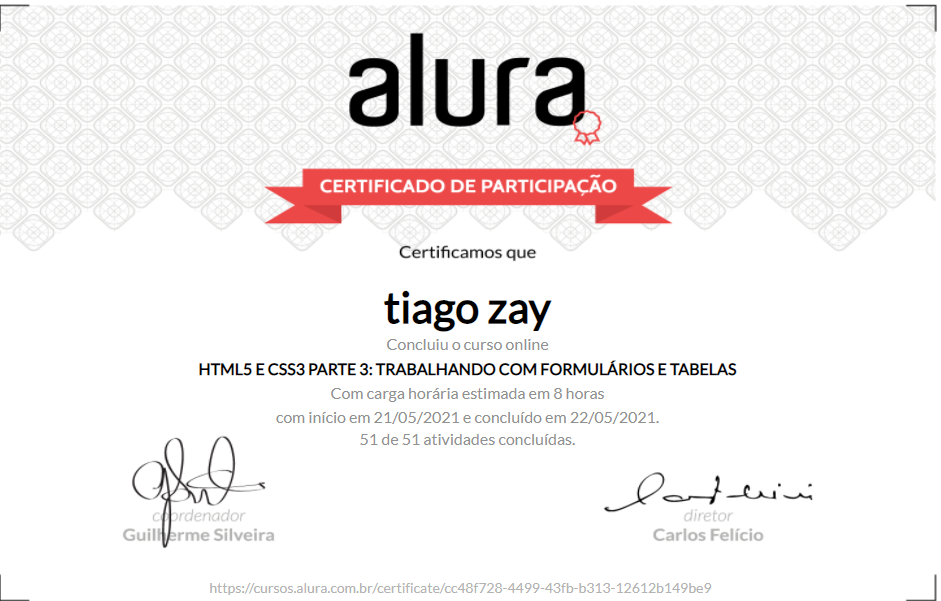 alura
CERTIFICADO DE PARTICIPAÇÃO
Certificamos que
tiago zay
Concluiu o curso online
HTML5 E CSS3 PARTE 3: TRABALHANDO COM FORMULÁRIOS E TABELAS
Com carga horária estimada em 8 horas
com início em 21/05/2021 e concluído em 22/05/2021.
51 de 51 atividades concluídas.
coordenador
Guilherme Silveira
diretor
Carlos Felício
https://cursos.alura.com.br/certificate/cc48f728-4499-43fb-b313-12612b149be9